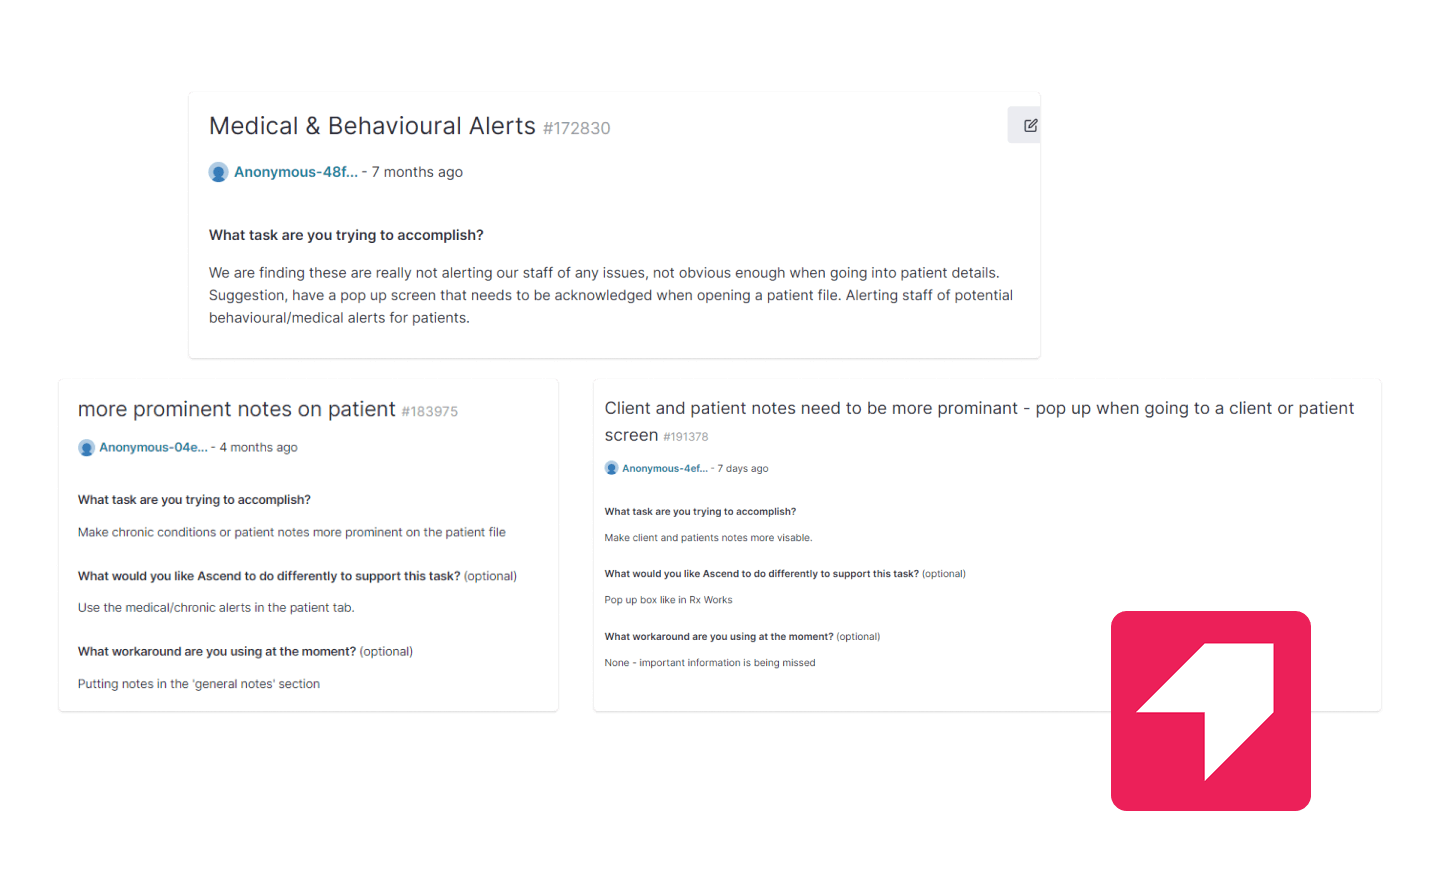 Medical & Behavioural Alerts #172830
Anonymous-48f... - 7 months ago
What task are you trying to accomplish?
We are finding these are really not alerting our staff of any issues, not obvious enough when going into patient details.
Suggestion, have a pop up screen that needs to be acknowledged when opening a patient file. Alerting staff of potential
behavioural/medical alerts for patients.
more prominent notes on patient #183975
Anonymous-04e... - 4 months ago
What task are you trying to accomplish?
Make chronic conditions or patient notes more prominent on the patient file
What would you like Ascend to do differently to support this task? (optional)
Use the medical/chronic alerts in the patient tab.
What workaround are you using at the moment? (optional)
Putting notes in the 'general notes' section
Client and patient notes need to be more prominant - pop up when going to a client or patient
screen #191378
Anonymous-4ef... - 7 days ago
What task are you trying to accomplish?
Make client and patients notes more visable.
What would you like Ascend to do differently to support this task? (optional)
Pop up box like in Rx Works
What workaround are you using at the moment? (optional)
None - important information is being missed